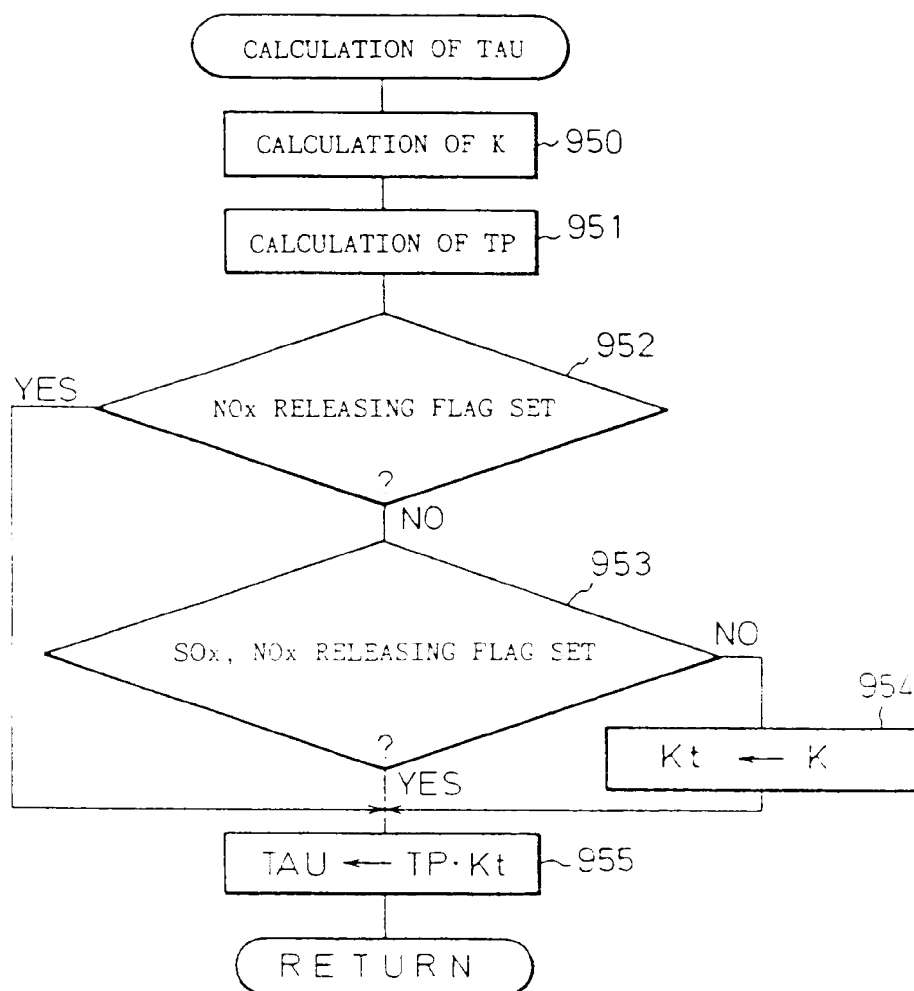 CALCULATION OF TAU
CALCULATION OF K
950
CALCULATION OF TP
951
952
YES
NOx RELEASING FLAG SET
?
NO
953
SOx, NOx RELEASING FLAG SET
?
NO
954
Kt ← K
YES
TAU ← TP·Kt
955
RETURN